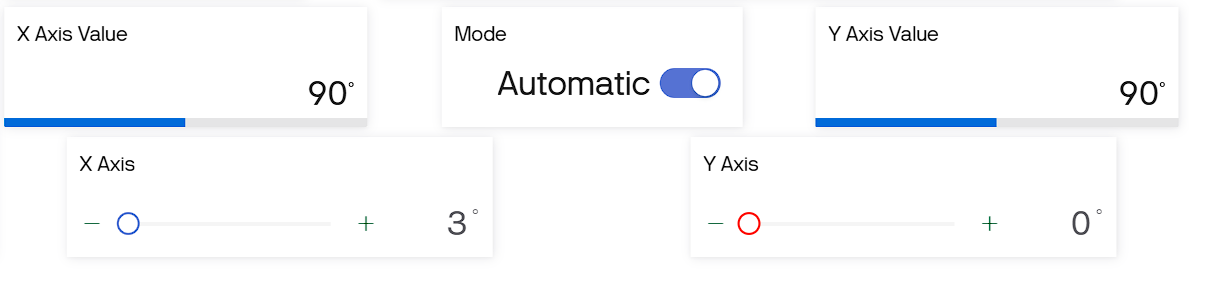 X Axis Value
90°
Mode
Automatic
Y Axis Value
90°
X Axis
− + 3°
Y Axis
− + 0°